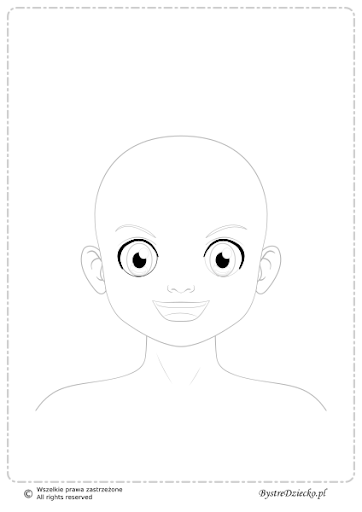 © Wszelkie prawa zastrzeżone
All rights reserved
BystreDziecko.pl